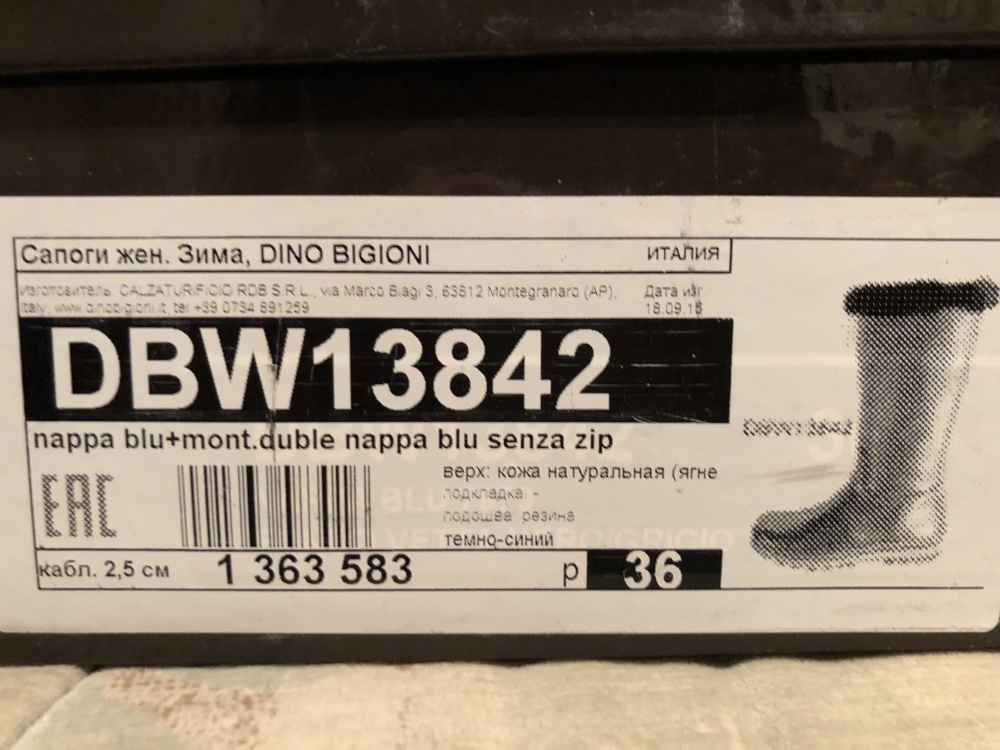 Сапоги жен. Зима, DINO BIGIONI ИТАЛИЯ
Изготовитель: CALZATURIFICIO RDB S.R.L., via Marco Biagi 3, 63812 Montegranaro (AP), Дата изг.
Italy, www.dinobigioni.it, tel +39 0734 891259 18.09.15
DBW13842
nappa blu+mont.duble nappa blu senza zip
DBW13842
EAC
верх: кожа натуральная (ягне
подкладка: -
подошва: резина
темно-синий
кабл. 2,5 см 1 363 583 р 36